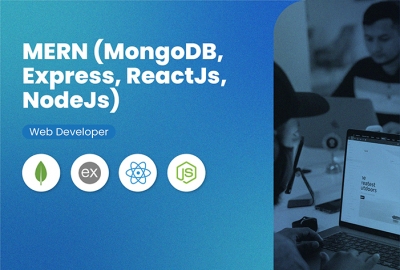 MERN (MongoDB,
Express, ReactJs,
NodeJs)
Web Developer
ex
JS